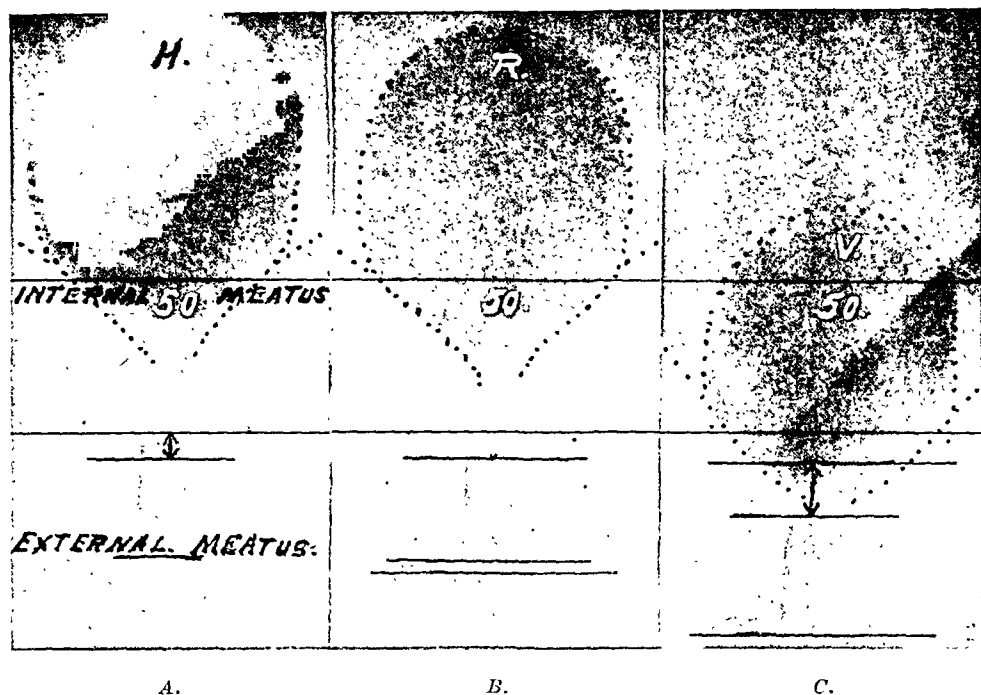 H.
R.
V.
INTERNAL MEATUS
50
50.
50.
EXTERNAL. MEATUS.
A.
B.
C.